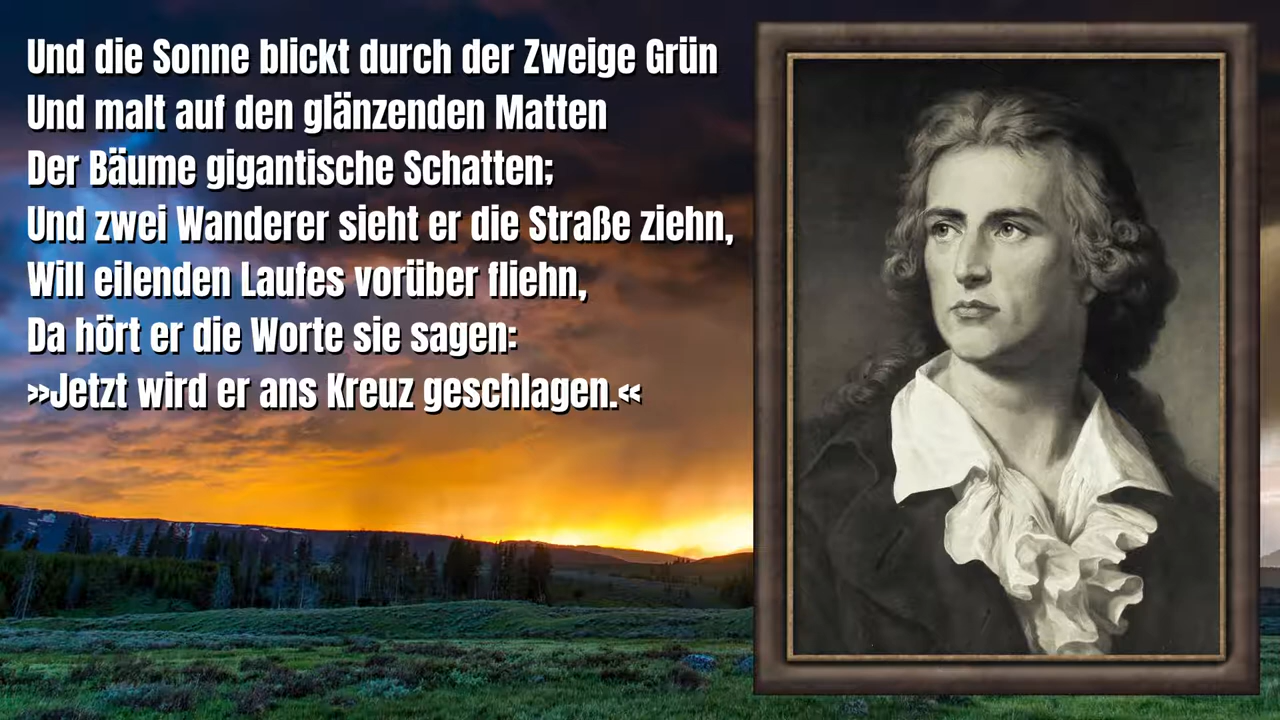 Und die Sonne blickt durch der Zweige Grün
Und malt auf den glänzenden Matten
Der Bäume gigantische Schatten;
Und zwei Wanderer sieht er die Straße ziehn,
Will eilenden Laufes vorüber fliehn,
Da hört er die Worte sie sagen:
»Jetzt wird er ans Kreuz geschlagen.«